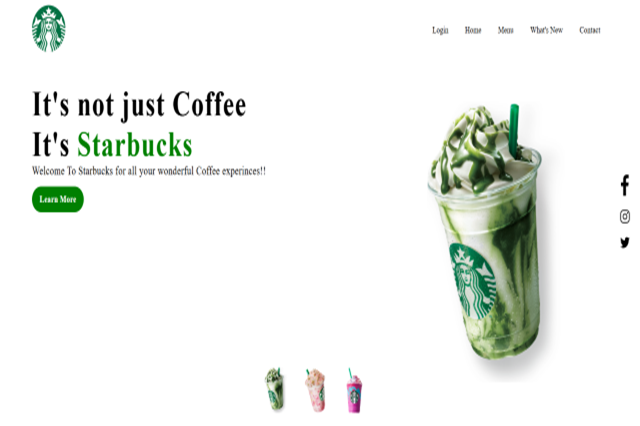 Login Home Menu What's New Contact
It's not just Coffee
It's Starbucks
Welcome To Starbucks for all your wonderful Coffee experinces!!
Learn More